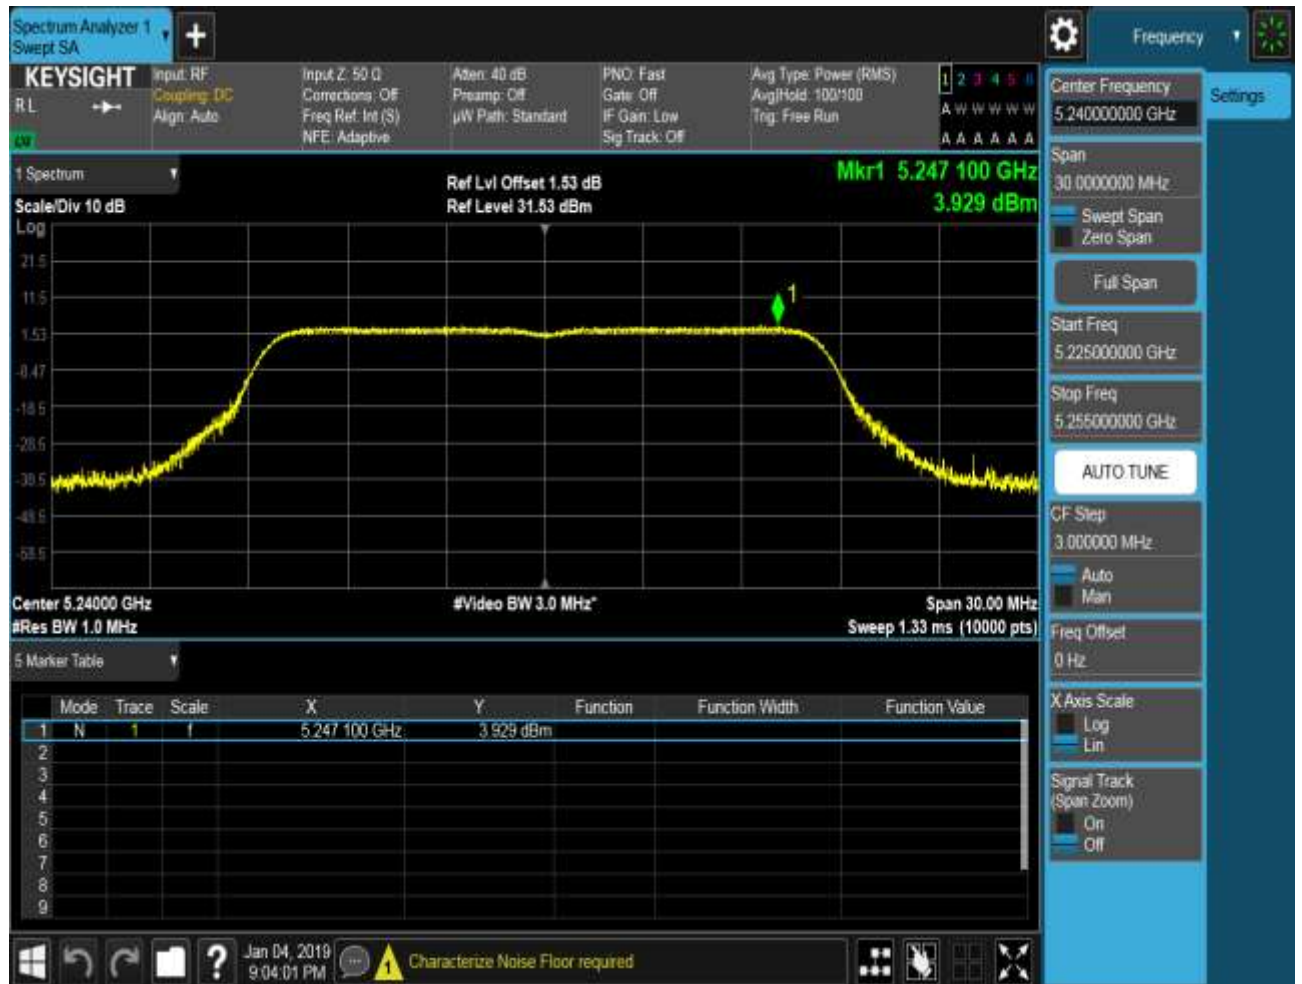 Spectrum Analyzer 1
Swept SA
+
Frequency
KEYSIGHT
R L
Input: RF
Coupling: DC
Align: Auto
Input Z: 50 Ω
Corrections: Off
Freq Ref: Int (S)
NFE: Adaptive
Atten: 40 dB
Preamp: Off
µW Path: Standard
PNO: Fast
Gate: Off
IF Gain: Low
Sig Track: Off
Avg Type: Power (RMS)
Avg|Hold: 100/100
Trig: Free Run
1 2 3 4 5 6
A W W W W W
A A A A A A
1 Spectrum
Scale/Div 10 dB
Ref Lvl Offset 1.53 dB
Ref Level 31.53 dBm
Mkr1 5.247 100 GHz
3.929 dBm
Log
21.5
11.5
1.53
-8.47
-18.5
-28.5
-38.5
-48.5
-58.5
1
Center 5.24000 GHz
#Res BW 1.0 MHz
#Video BW 3.0 MHz*
Span 30.00 MHz
Sweep 1.33 ms (10000 pts)
5 Marker Table
Mode Trace Scale X Y Function Function Width Function Value
1 N 1 f 5.247 100 GHz 3.929 dBm
2
3
4
5
6
7
8
9
Settings
Center Frequency
5.240000000 GHz
Span
30.0000000 MHz
Swept Span
Zero Span
Full Span
Start Freq
5.225000000 GHz
Stop Freq
5.255000000 GHz
AUTO TUNE
CF Step
3.000000 MHz
Auto
Man
Freq Offset
0 Hz
X Axis Scale
Log
Lin
Signal Track
(Span Zoom)
On
Off
?
Jan 04, 2019
9:04:01 PM
1
Characterize Noise Floor required